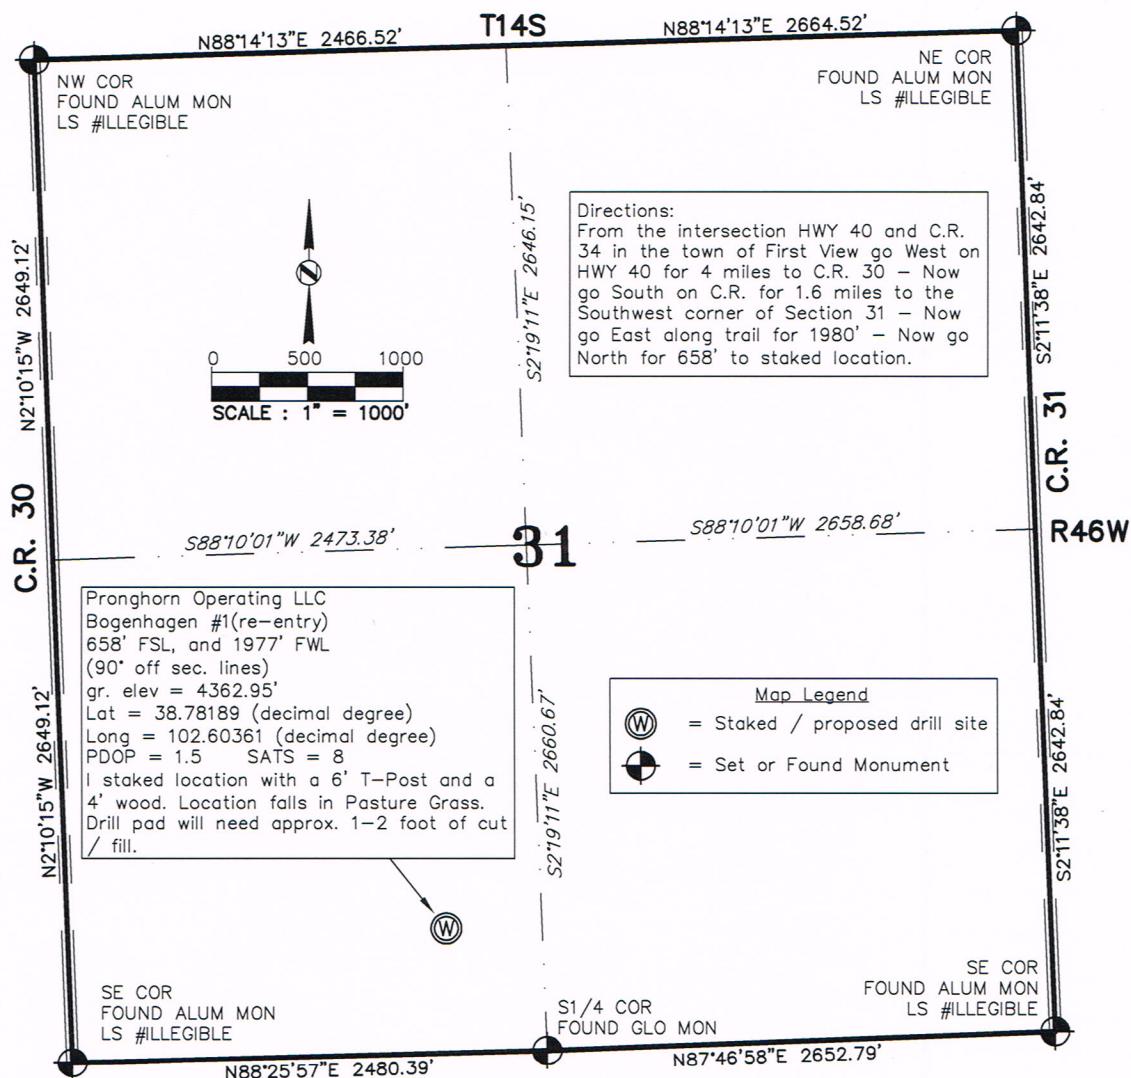 T14S
N88°14'13"E 2466.52'
N88°14'13"E 2664.52'
NW COR
FOUND ALUM MON
LS #ILLEGIBLE
NE COR
FOUND ALUM MON
LS #ILLEGIBLE
N2°10'15"W 2649.12'
S2°19'11"E 2646.15'
S2°11'38"E 2642.84'
Directions:
From the intersection HWY 40 and C.R.
34 in the town of First View go West on
HWY 40 for 4 miles to C.R. 30 – Now
go South on C.R. for 1.6 miles to the
Southwest corner of Section 31 – Now
go East along trail for 1980' – Now go
North for 658' to staked location.
0 500 1000
SCALE : 1" = 1000'
C.R. 30
C.R. 31
S88°10'01"W 2473.38'
31
S88°10'01"W 2658.68'
R46W
Pronghorn Operating LLC
Bogenhagen #1(re-entry)
658' FSL, and 1977' FWL
(90° off sec. lines)
gr. elev = 4362.95'
Lat = 38.78189 (decimal degree)
Long = 102.60361 (decimal degree)
PDOP = 1.5 SATS = 8
I staked location with a 6' T-Post and a
4' wood. Location falls in Pasture Grass.
Drill pad will need approx. 1-2 foot of cut
/ fill.
N2°10'15"W 2649.12'
S2°19'11"E 2660.67'
S2°11'38"E 2642.84'
Map Legend
W = Staked / proposed drill site
= Set or Found Monument
W
SE COR
FOUND ALUM MON
LS #ILLEGIBLE
S1/4 COR
FOUND GLO MON
SE COR
FOUND ALUM MON
LS #ILLEGIBLE
N88°25'57"E 2480.39'
N87°46'58"E 2652.79'